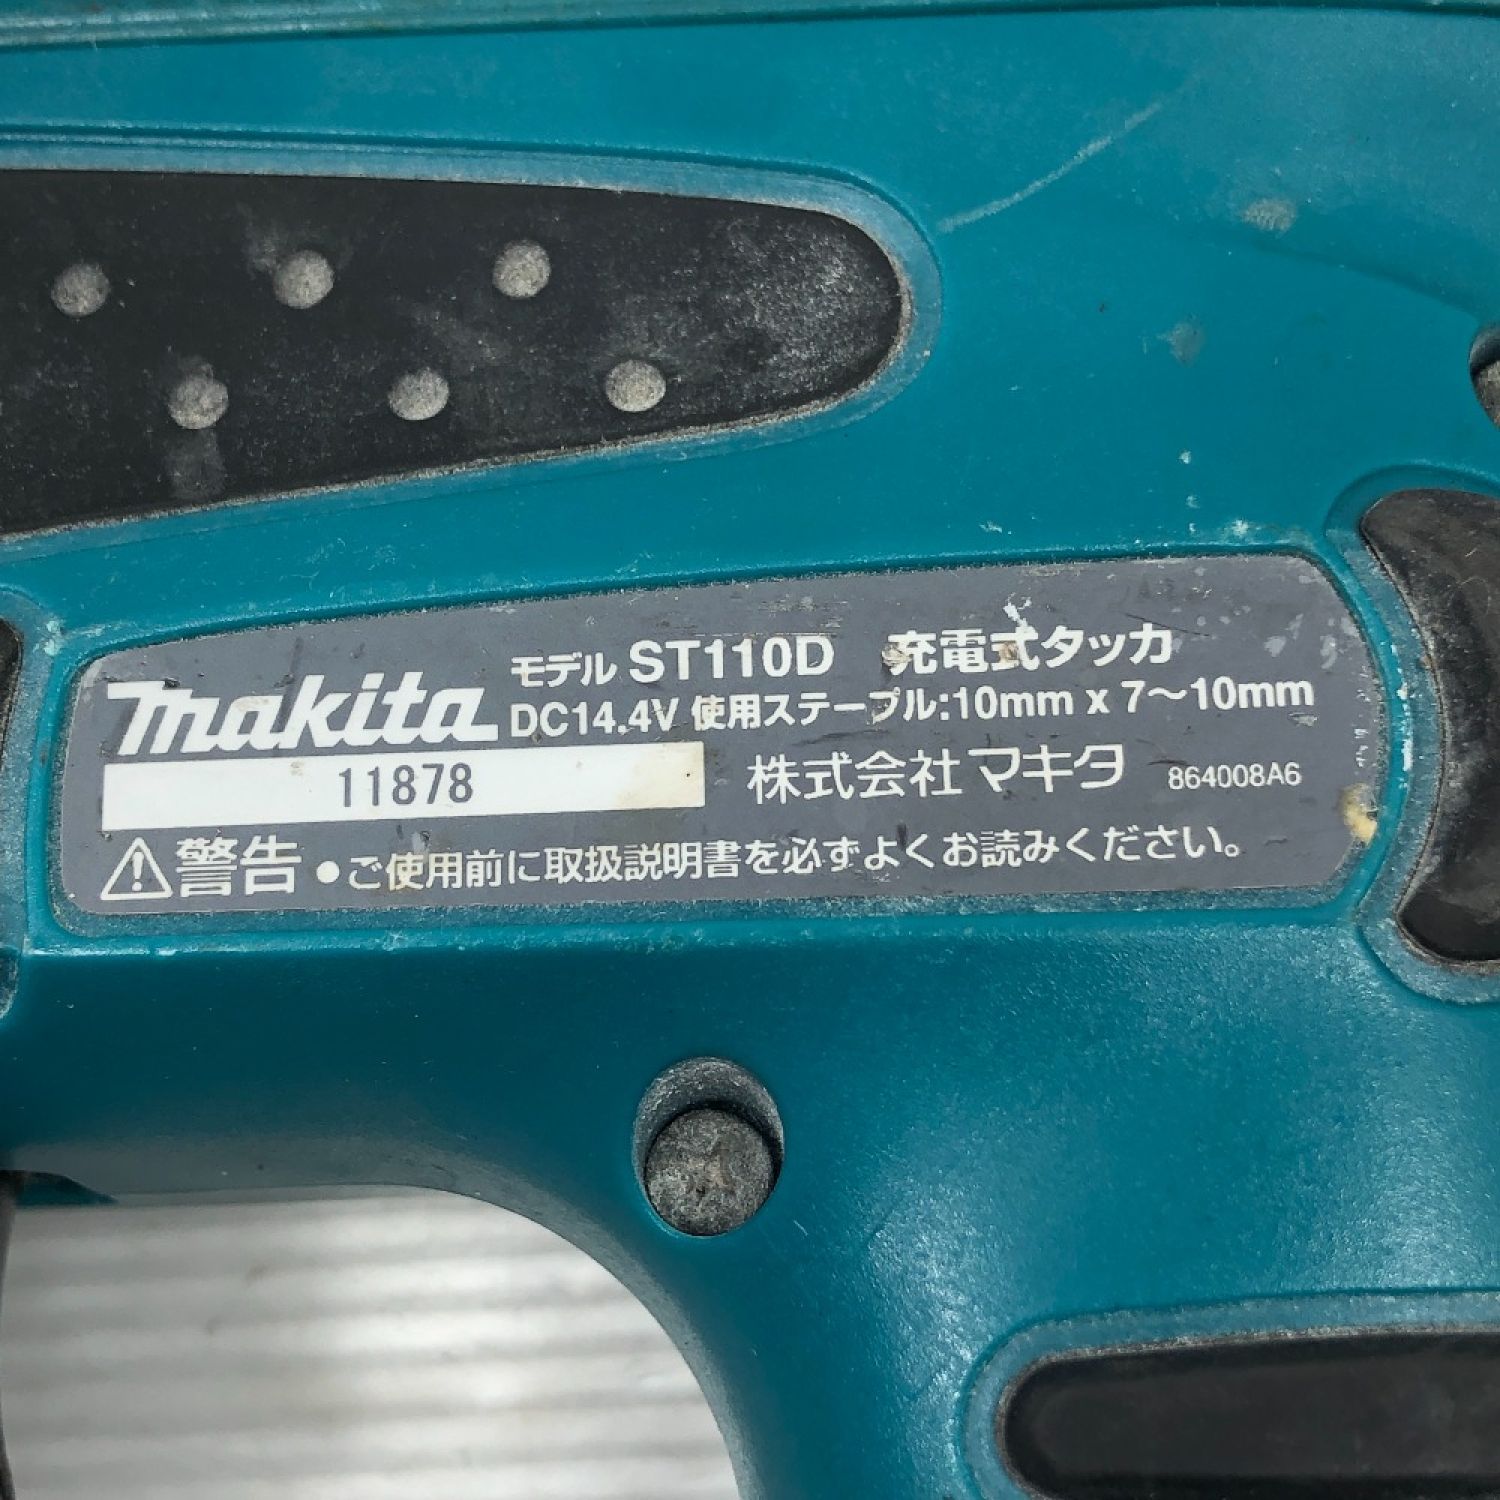 makita
モデル ST110D 充電式タッカ
DC14.4V 使用ステープル:10mm x 7～10mm
11878
株式会社マキタ 864008A6
警告 ●ご使用前に取扱説明書を必ずよくお読みください。